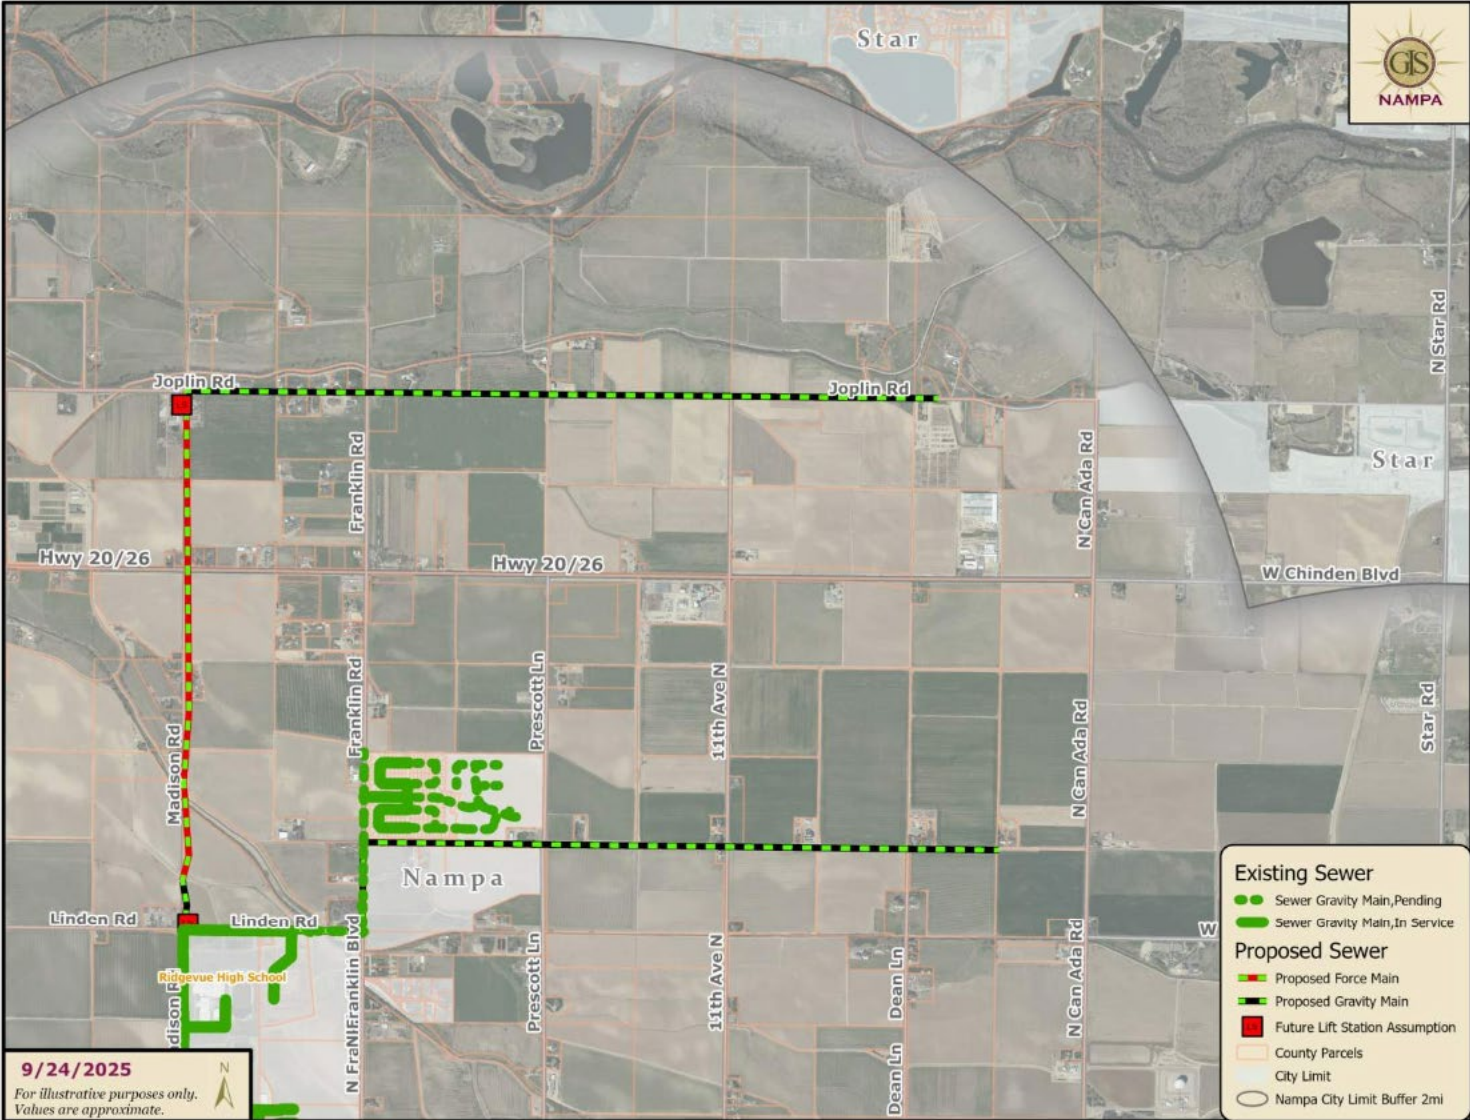 Star
GIS
NAMPA
N Star Rd
Joplin Rd
Joplin Rd
LS
Franklin Rd
N Can Ada Rd
Star
Hwy 20/26
Hwy 20/26
W Chinden Blvd
Madison Rd
Franklin Rd
Prescott Ln
11th Ave N
N Can Ada Rd
Star Rd
Nampa
Linden Rd
Linden Rd
W
Ridgevue High School
N Franklin Blvd
Prescott Ln
11th Ave N
Dean Ln
N Can Ada Rd
Dean Ln
Existing Sewer
Sewer Gravity Main,Pending
Sewer Gravity Main,In Service
Proposed Sewer
Proposed Force Main
Proposed Gravity Main
LS
Future Lift Station Assumption
County Parcels
City Limit
Nampa City Limit Buffer 2mi
9/24/2025
N
For illustrative purposes only.
Values are approximate.